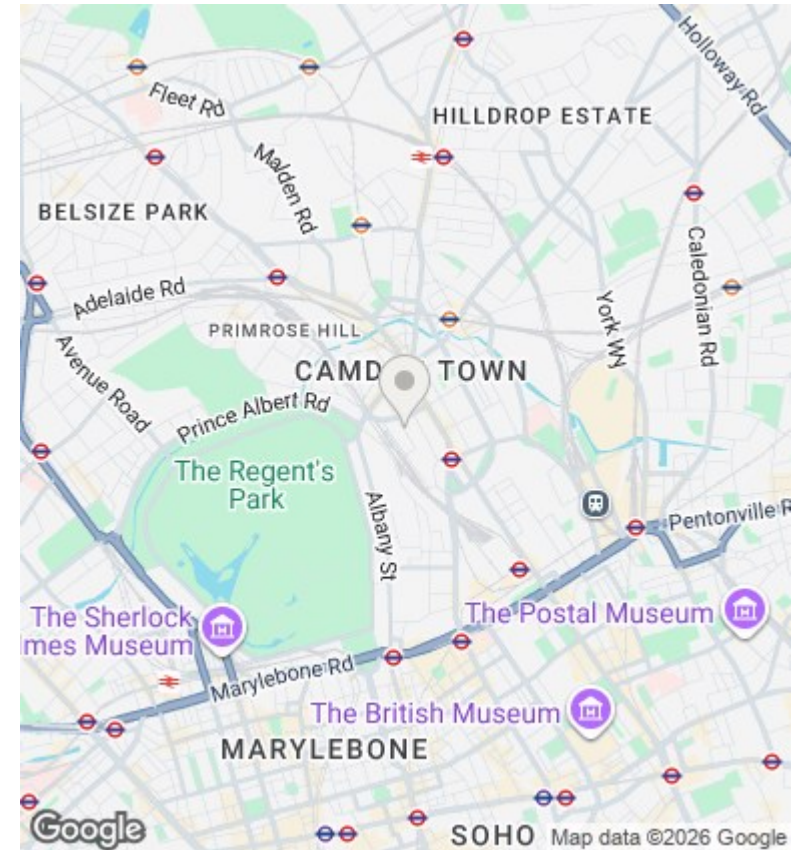 Holloway Rd
Fleet Rd
HILLDROP ESTATE
Malden Rd
BELSIZE PARK
Caledonian Rd
Adelaide Rd
York Wy
PRIMROSE HILL
Avenue Road
CAMD TOWN
Prince Albert Rd
The Regent's
Park
Albany St
Pentonville R
The Sherlock
mes Museum
The Postal Museum
Marylebone Rd
The British Museum
MARYLEBONE
SOHO
Google
Map data ©2026 Google